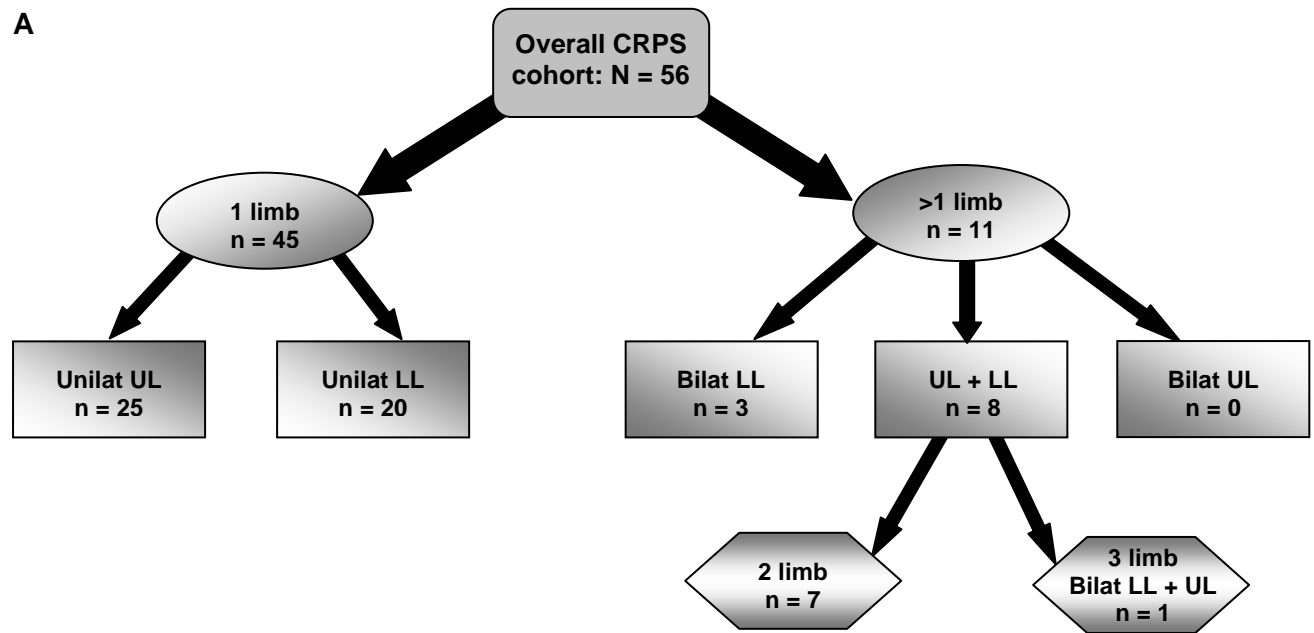 A
Overall CRPS
cohort: N = 56
1 limb
n = 45
>1 limb
n = 11
Unilat UL
n = 25
Unilat LL
n = 20
Bilat LL
n = 3
UL + LL
n = 8
Bilat UL
n = 0
2 limb
n = 7
3 limb
Bilat LL + UL
n = 1